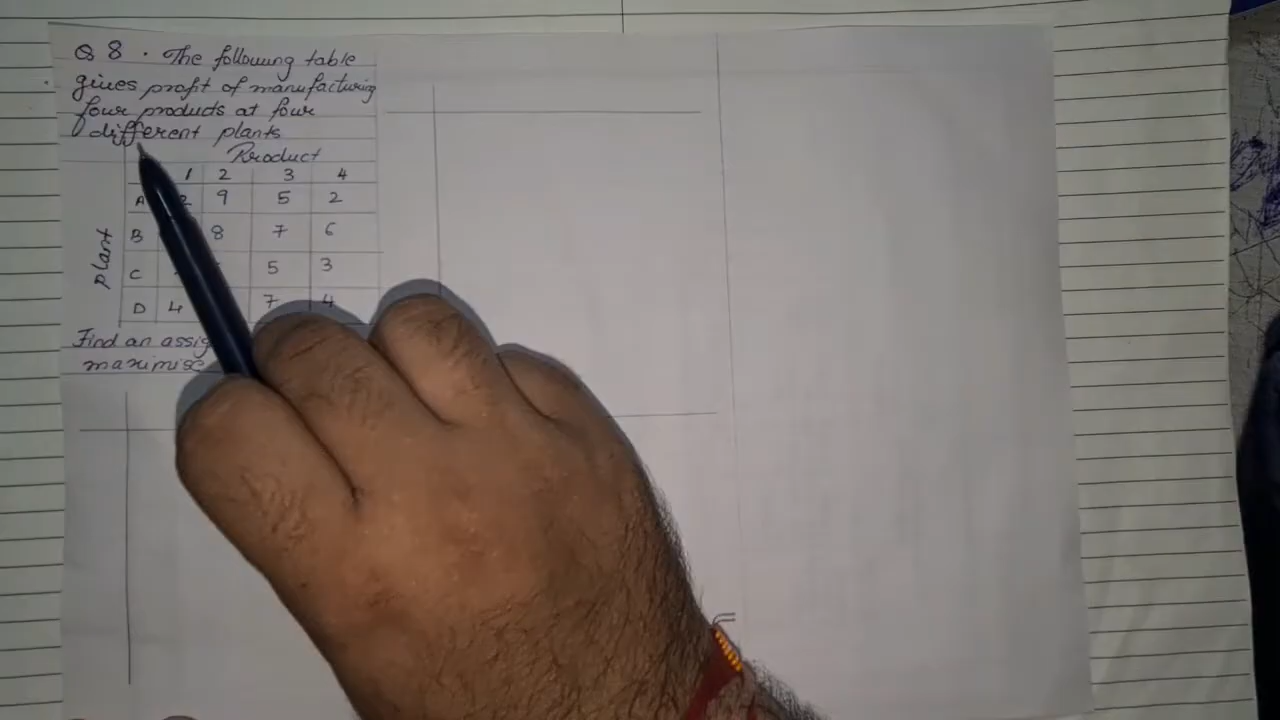 Q 8 . The following table
gives profit of manufacturing
four products at four
different plants
Product
1 2 3 4
A 9 5 2
B 8 7 6
C 5 3
D 4 7 4
Plant
Find an
maximise